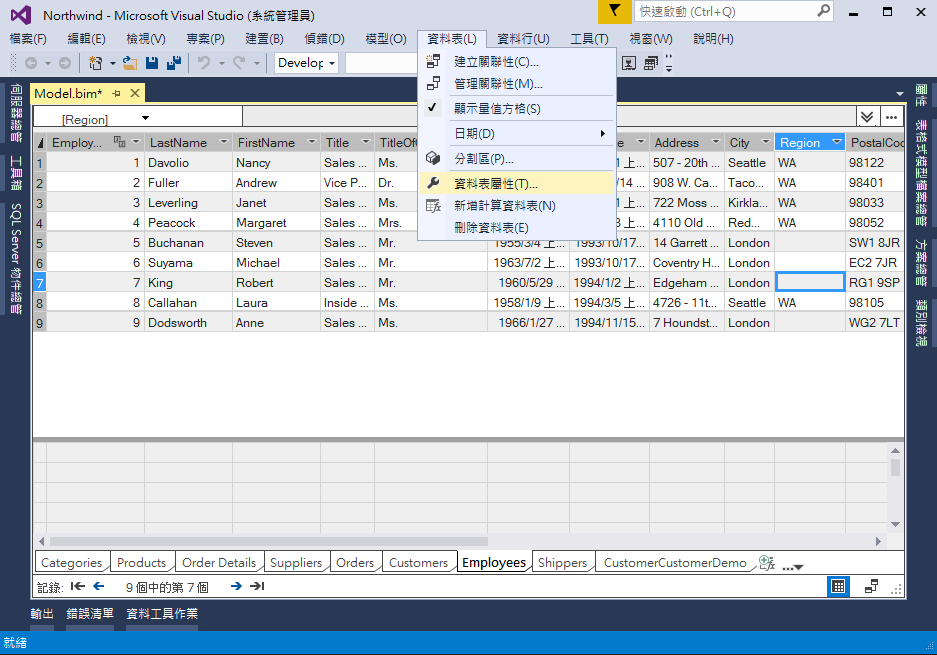 Northwind - Microsoft Visual Studio (系統管理員)
快速啟動 (Ctrl+Q)
檔案(F) 編輯(E) 檢視(V) 專案(P) 建置(B) 偵錯(D) 模型(O) 資料表(L) 資料行(U) 工具(T) 視窗(W) 說明(H)
Develop
建立關聯性(C)...
管理關聯性(M)...
顯示量值方格(S)
日期(D)
分割區(P)...
資料表屬性(T)...
新增計算資料表(N)
刪除資料表(E)
伺服器總管
工具箱
SQL Server 物件總管
Model.bim*
[Region]
Employ... LastName FirstName Title TitleOf Address City Region PostalCod
1 1 Davolio Nancy Sales ... Ms. 1 上... 507 - 20th ... Seattle WA 98122
2 2 Fuller Andrew Vice P... Dr. /14 ... 908 W. Ca... Taco... WA 98401
3 3 Leverling Janet Sales ... Ms. 1 上... 722 Moss ... Kirkla... WA 98033
4 4 Peacock Margaret Sales ... Mrs. 3 上... 4110 Old ... Red... WA 98052
5 5 Buchanan Steven Sales ... Mr. 1955/3/4 上... 1993/10/17... 14 Garrett ... London SW1 8JR
6 6 Suyama Michael Sales ... Mr. 1963/7/2 上... 1993/10/17... Coventry H... London EC2 7JR
7 7 King Robert Sales ... Mr. 1960/5/29 ... 1994/1/2 上... Edgeham ... London RG1 9SP
8 8 Callahan Laura Inside ... Ms. 1958/1/9 上... 1994/3/5 上... 4726 - 11t... Seattle WA 98105
9 9 Dodsworth Anne Sales ... Ms. 1966/1/27 ... 1994/11/15... 7 Houndst... London WG2 7LT
屬性
表格式模型檔案總管
方案總管
類別檢視
Categories Products Order Details Suppliers Orders Customers Employees Shippers CustomerCustomerDemo
記錄: 9 個中的第 7 個
輸出 錯誤清單 資料工具作業
就緒